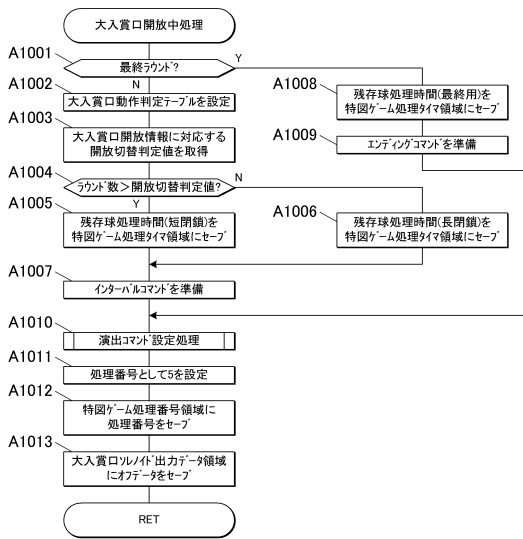 大入賞口開放中処理
A1001
最終ラウンド?
Y
N
A1002
大入賞口動作判定テーブルを設定
A1008
残存球処理時間(最終用)を
特図ゲーム処理タイマ領域にセーブ
A1003
大入賞口開放情報に対応する
開放切替判定値を取得
A1009
エンディングコマンドを準備
A1004
ラウンド数>開放切替判定値?
N
Y
A1005
残存球処理時間(短閉鎖)を
特図ゲーム処理タイマ領域にセーブ
A1006
残存球処理時間(長閉鎖)を
特図ゲーム処理タイマ領域にセーブ
A1007
インターバルコマンドを準備
A1010
演出コマンド設定処理
A1011
処理番号として5を設定
A1012
特図ゲーム処理番号領域に
処理番号をセーブ
A1013
大入賞口ソレノイド出力データ領域
にオフデータをセーブ
RET